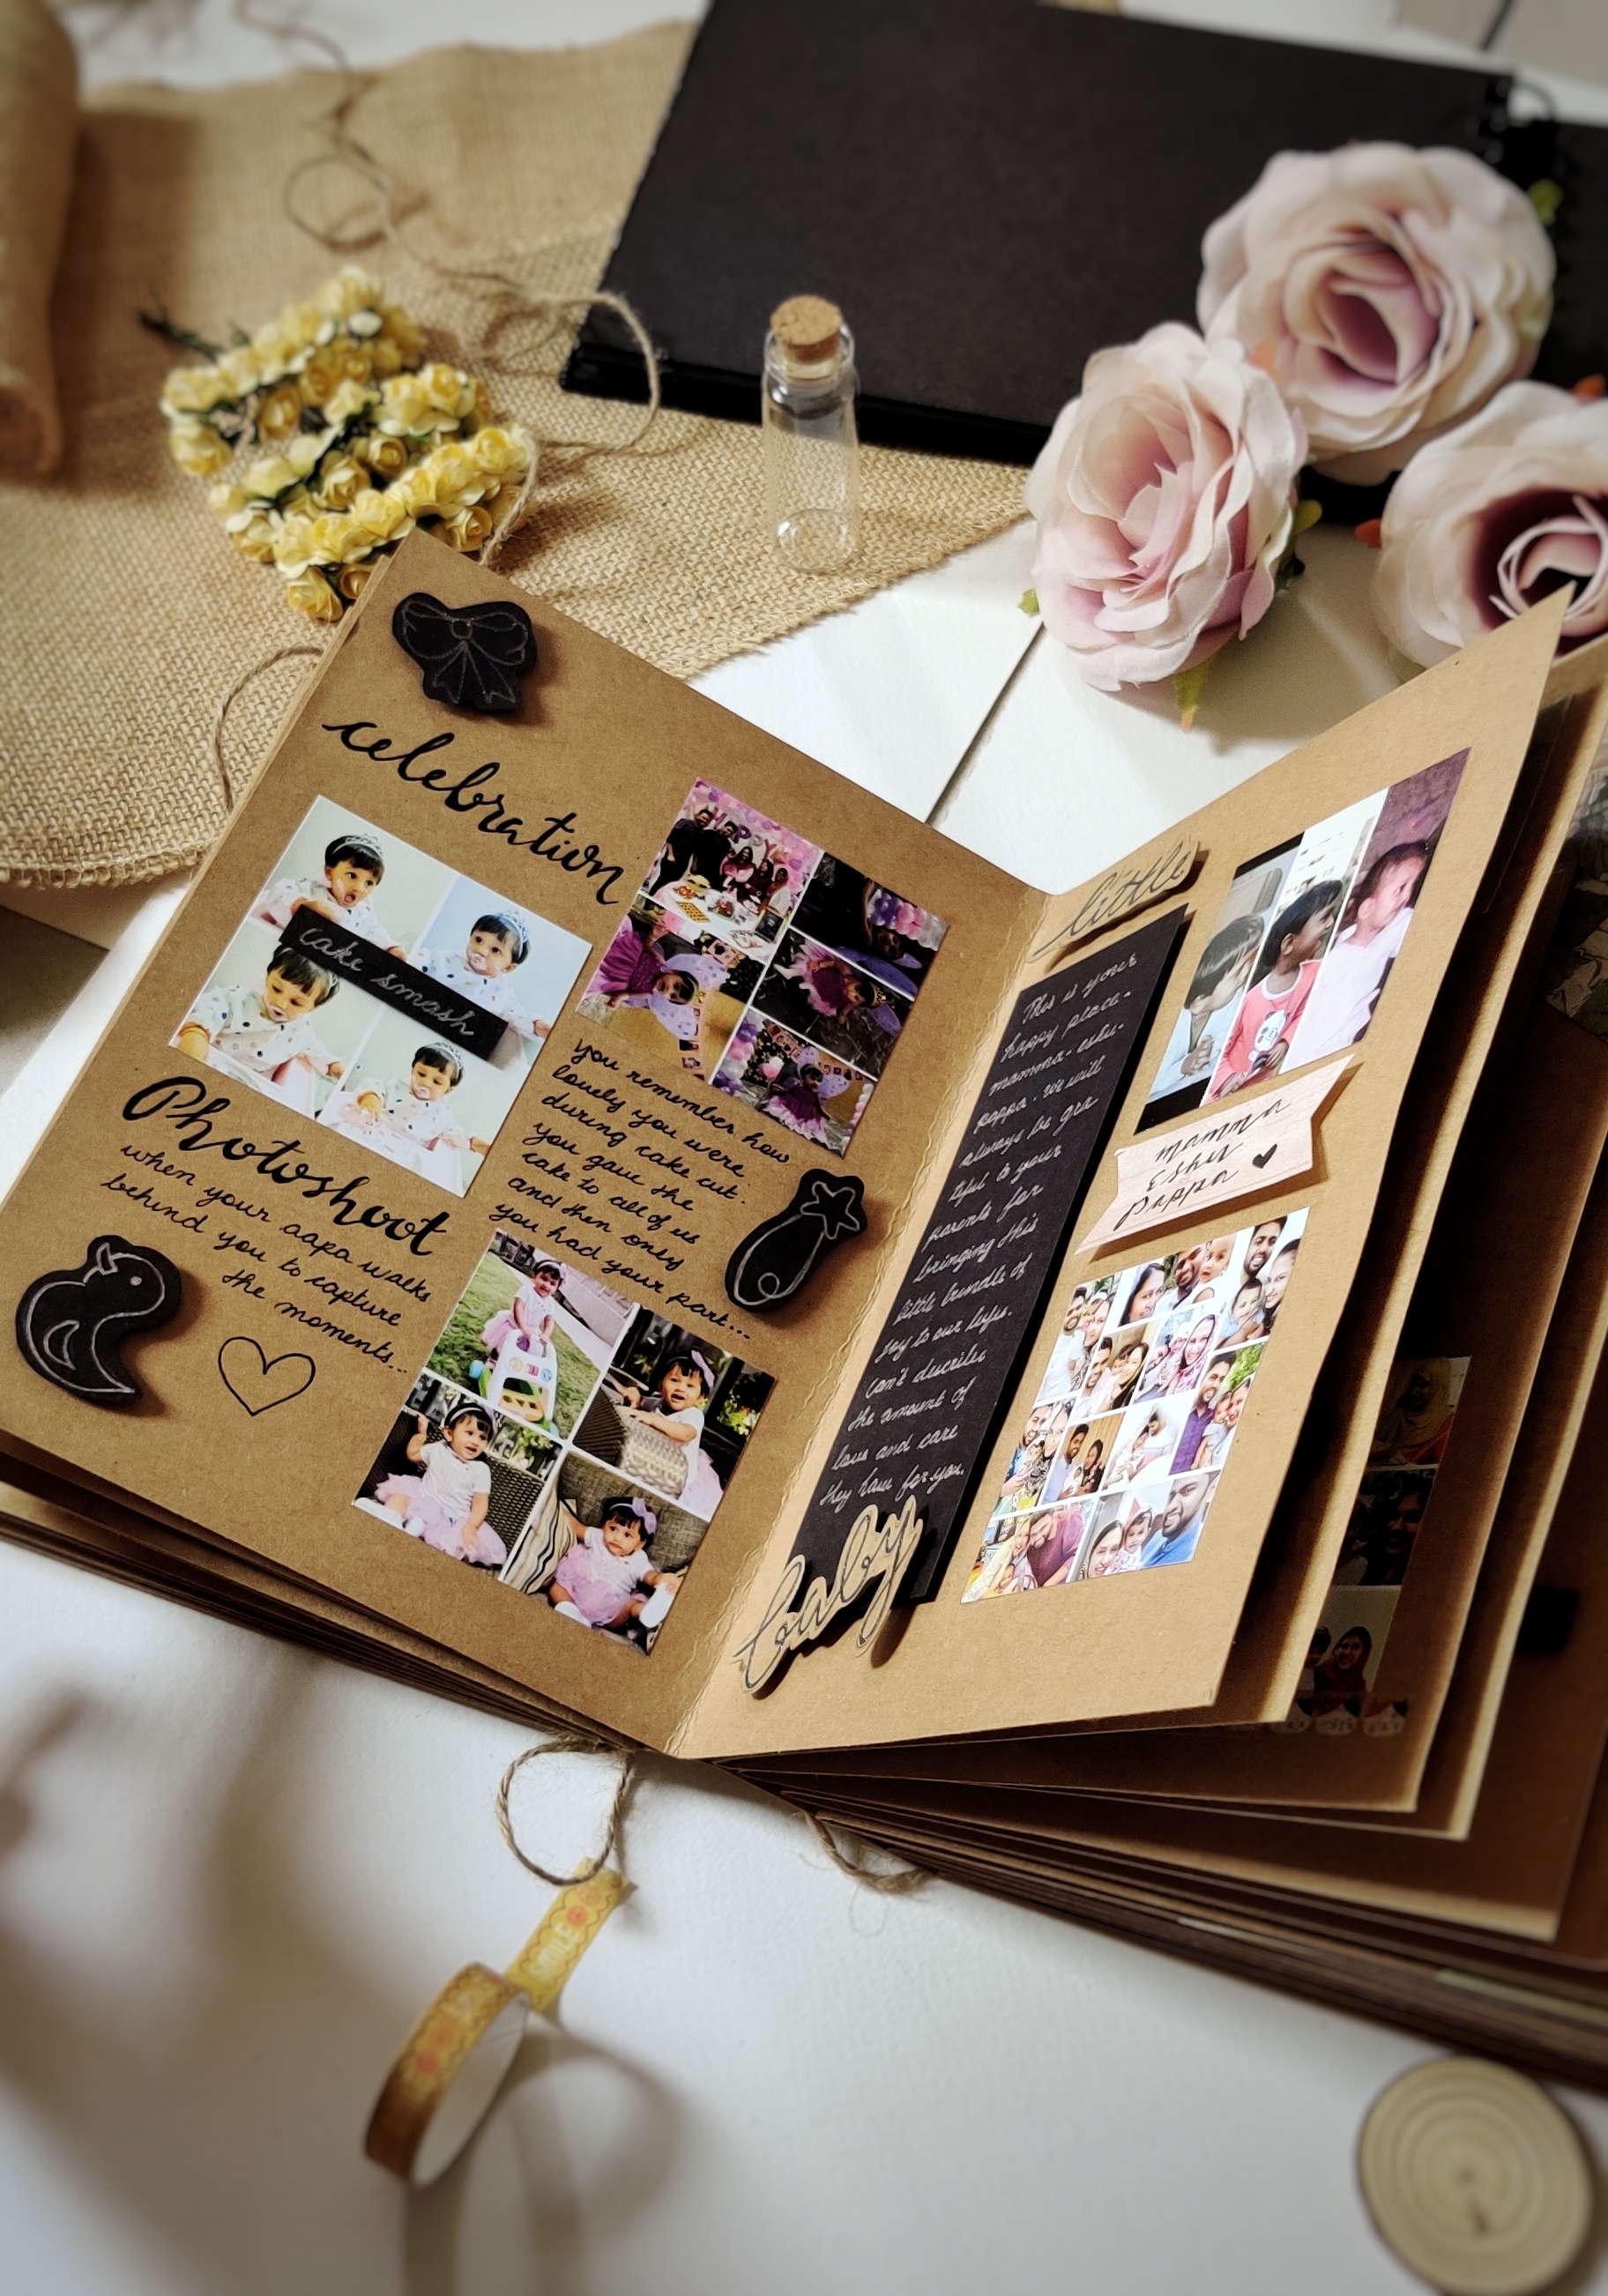 celebration
cake smash
Photoshoot
when your aapa walks
behind you to capture
the moments...
you remember how
lovely you were
during cake cut.
you gave the
cake to all of us
and then only
you had your part...
little
This is your
happy place-
mamma- eshu-
pappa. we will
always be gra
tiful to your
parents for
bringing this
little bundle of
joy to our lifes.
Can't describe
the amount of
love and care
they have for you.
baby
Mamma
Eshu
Pappa